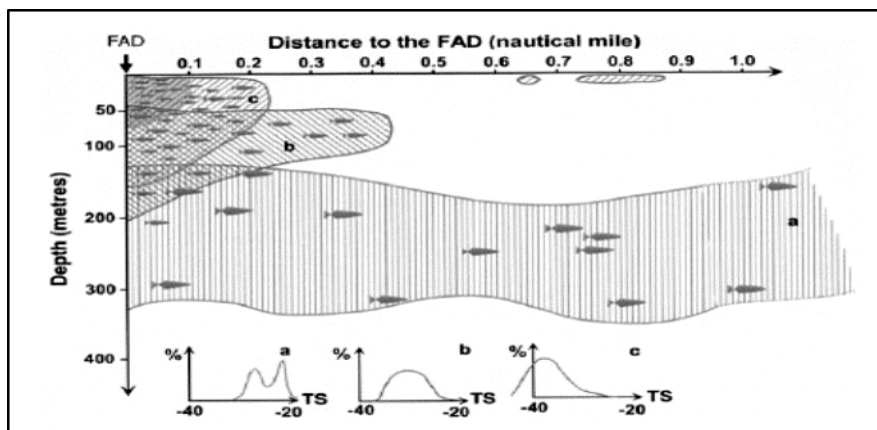 FAD
Distance to the FAD (nautical mile)
0.1 0.2 0.3 0.4 0.5 0.6 0.7 0.8 0.9 1.0
c
50
b
100
a
200
300
400
Depth (metres)
% a TS
-40 -20
b TS
-40 -20
% c TS
-40 -20